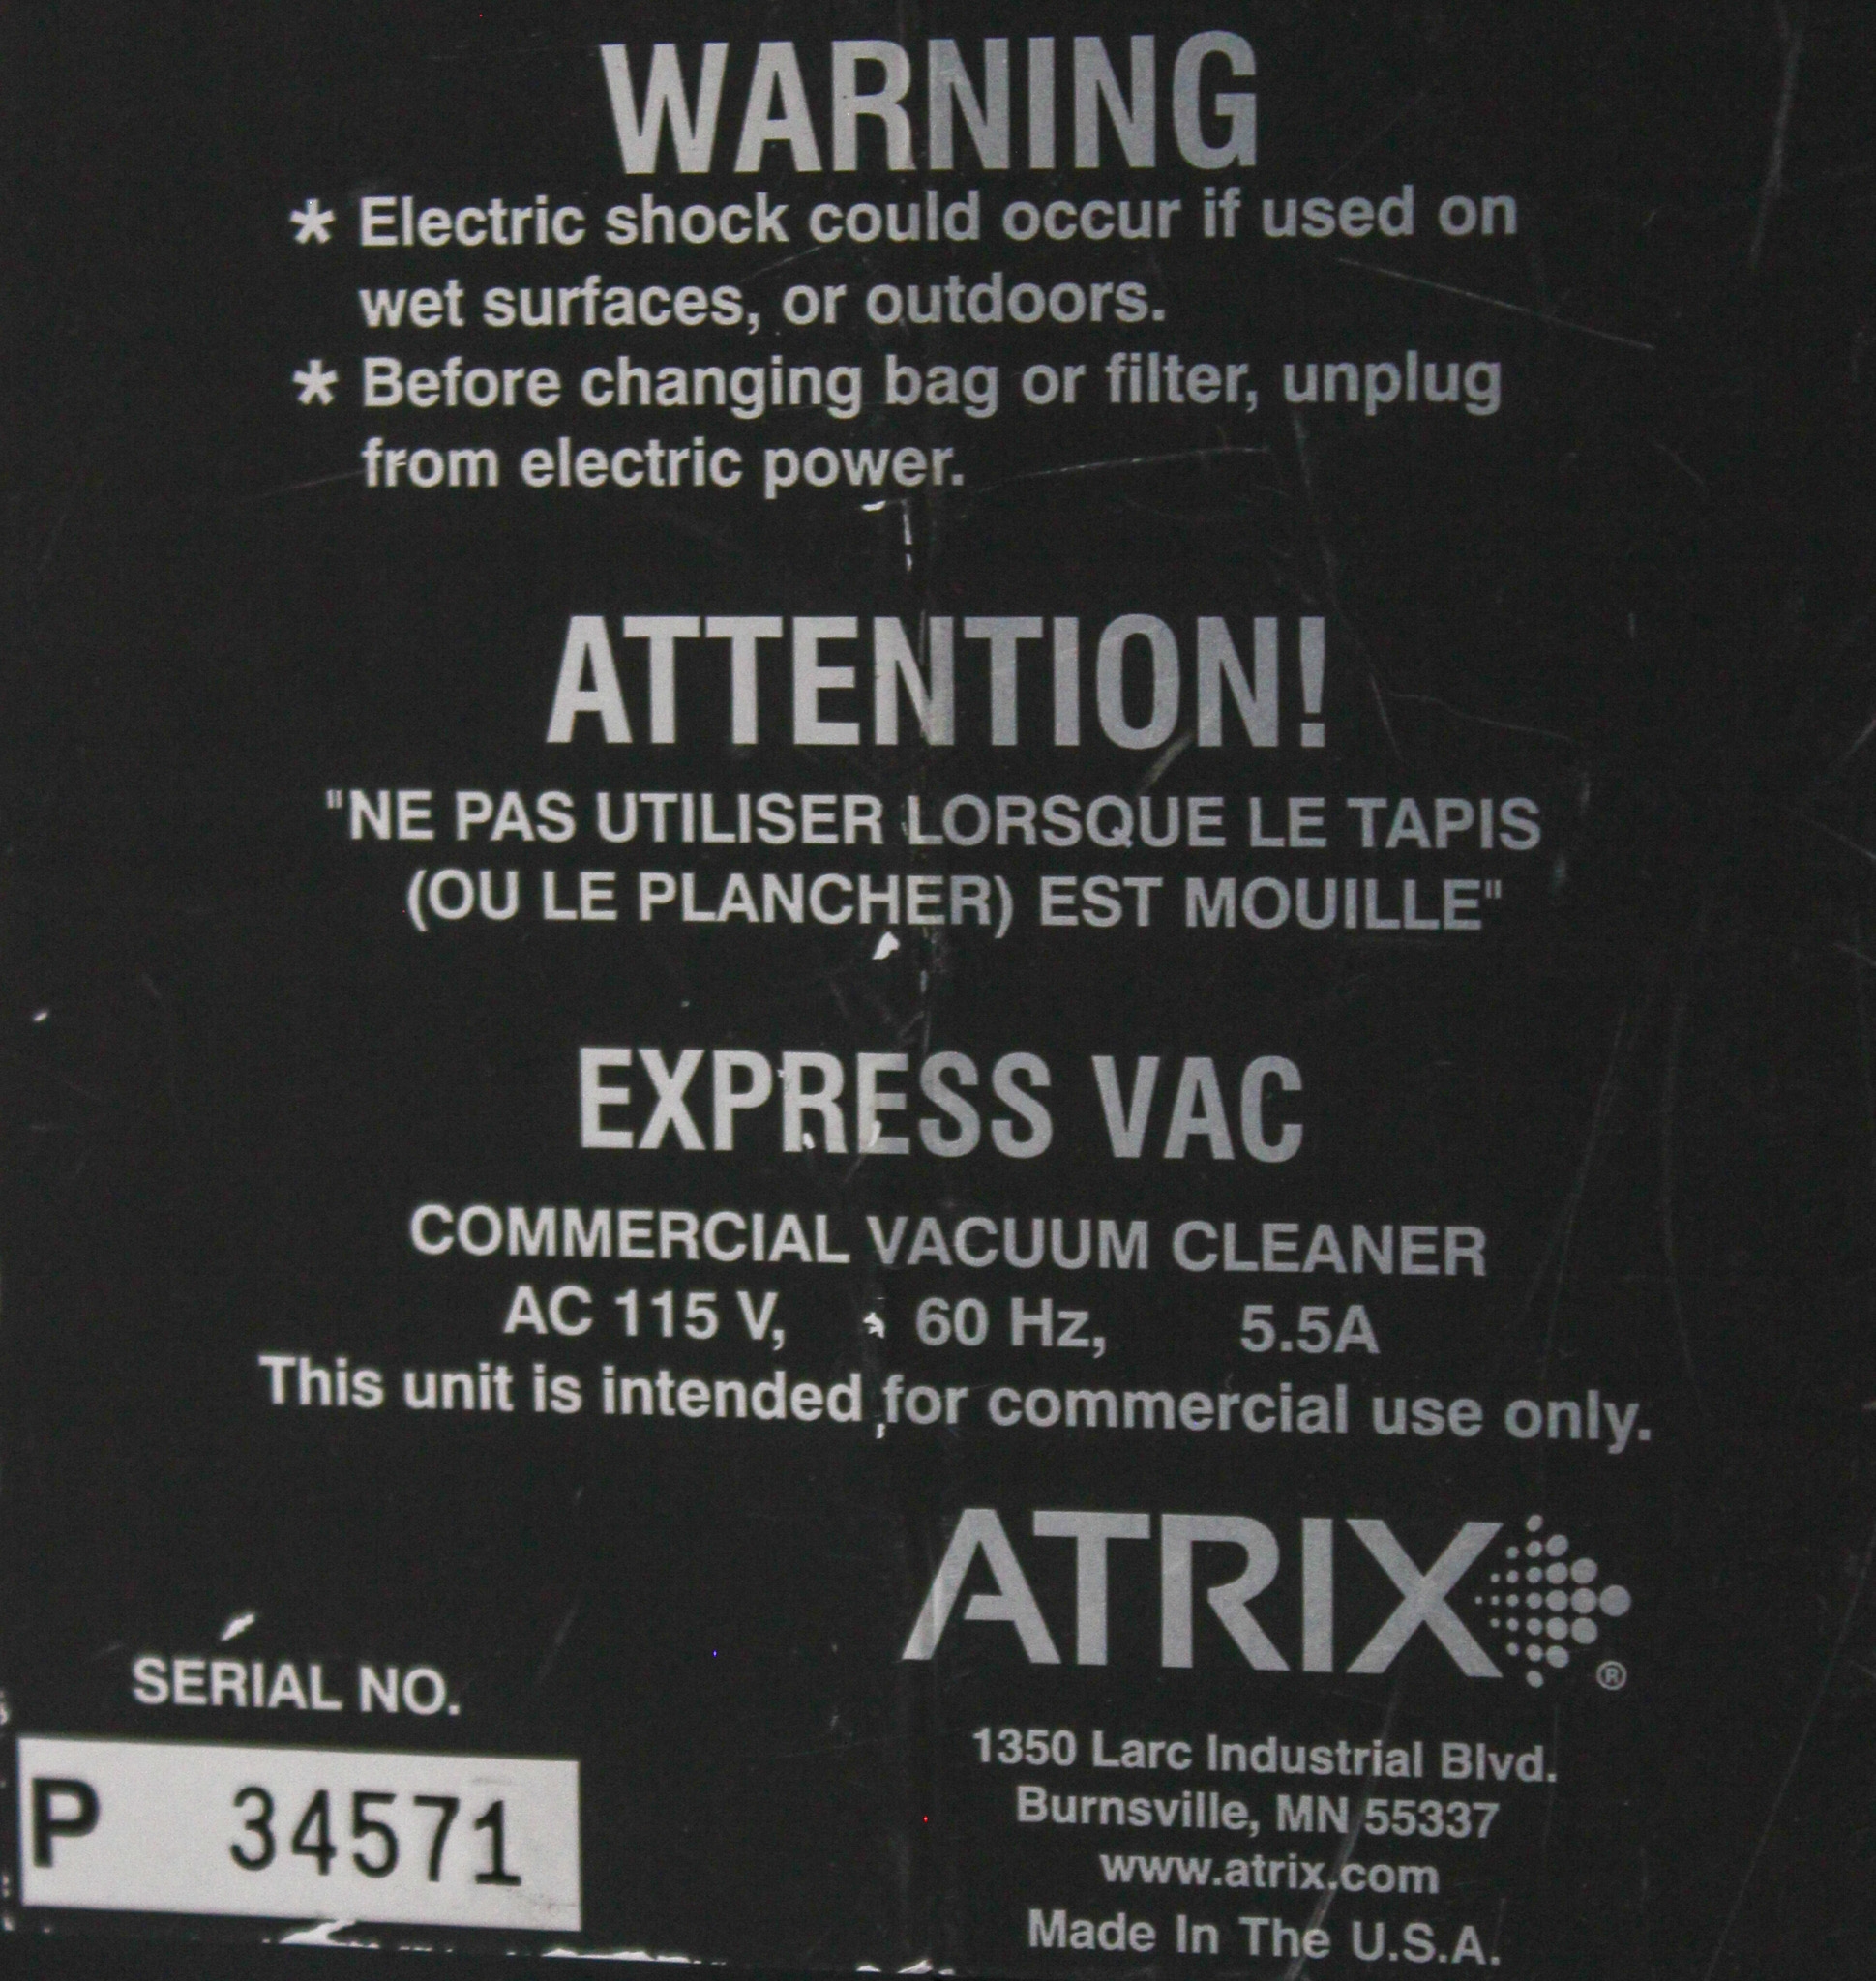 WARNING
* Electric shock could occur if used on
wet surfaces, or outdoors.
* Before changing bag or filter, unplug
from electric power.
ATTENTION!
"NE PAS UTILISER LORSQUE LE TAPIS
(OU LE PLANCHER) EST MOUILLE"
EXPRESS VAC
COMMERCIAL VACUUM CLEANER
AC 115 V, 60 Hz, 5.5A
This unit is intended for commercial use only.
ATRIX®
SERIAL NO.
P 34571
1350 Larc Industrial Blvd.
Burnsville, MN 55337
www.atrix.com
Made In The U.S.A.